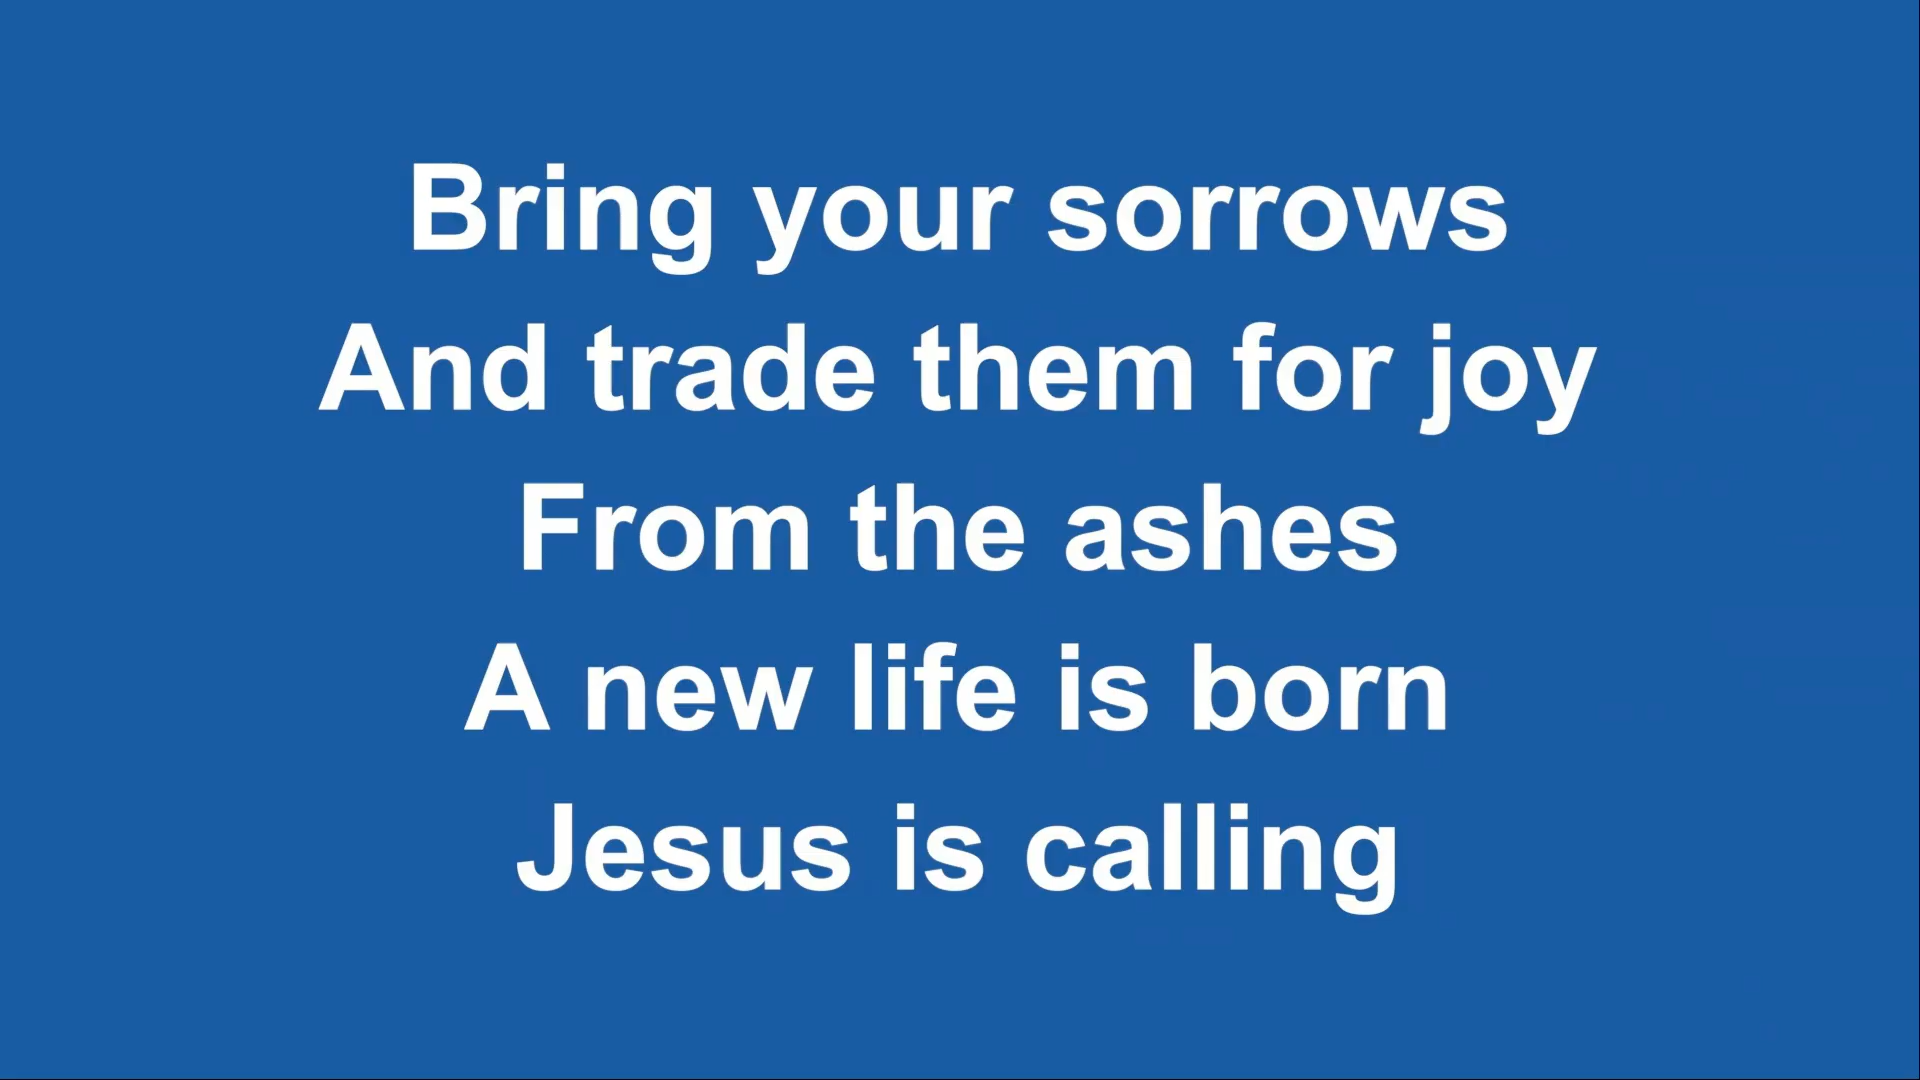 Bring your sorrows
And trade them for joy
From the ashes
A new life is born
Jesus is calling